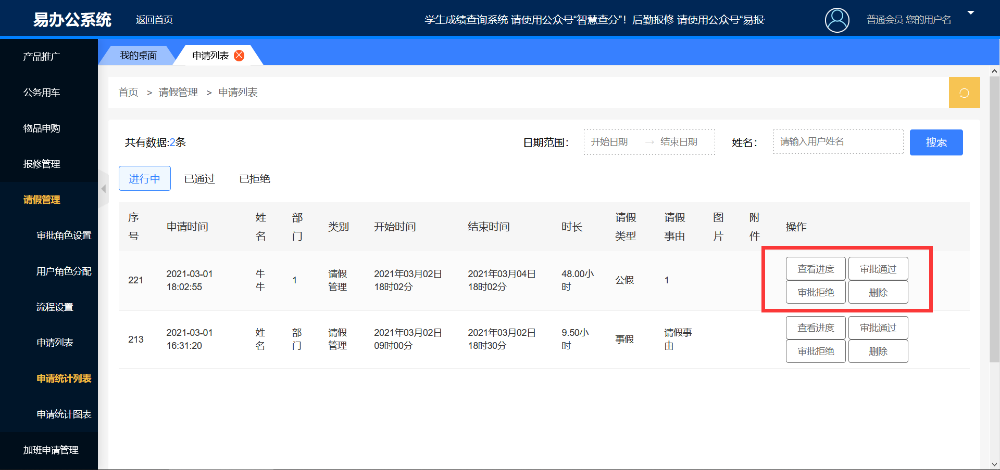 易办公系统 返回首页 学生成绩查询系统 请使用公众号“智慧查分”！后勤报修 请使用公众号“易报 普通会员 您的用户名
产品推广
公务用车
物品申购
报修管理
请假管理
审批角色设置
用户角色分配
流程设置
申请列表
申请统计列表
申请统计图表
加班申请管理
我的桌面 申请列表
首页 > 请假管理 > 申请列表
共有数据:2条 日期范围： 开始日期 → 结束日期 姓名： 请输入用户姓名 搜索
进行中 已通过 已拒绝
序号 申请时间 姓名 部门 类别 开始时间 结束时间 时长 请假类型 请假事由 图片 附件 操作
221 2021-03-01 18:02:55 牛牛 1 请假管理 2021年03月02日18时02分 2021年03月04日18时02分 48.00小时 公假 1 查看进度 审批通过
审批拒绝 删除
213 2021-03-01 16:31:20 姓名 部门 请假管理 2021年03月02日09时00分 2021年03月02日18时30分 9.50小时 事假 请假事由 查看进度 审批通过
审批拒绝 删除